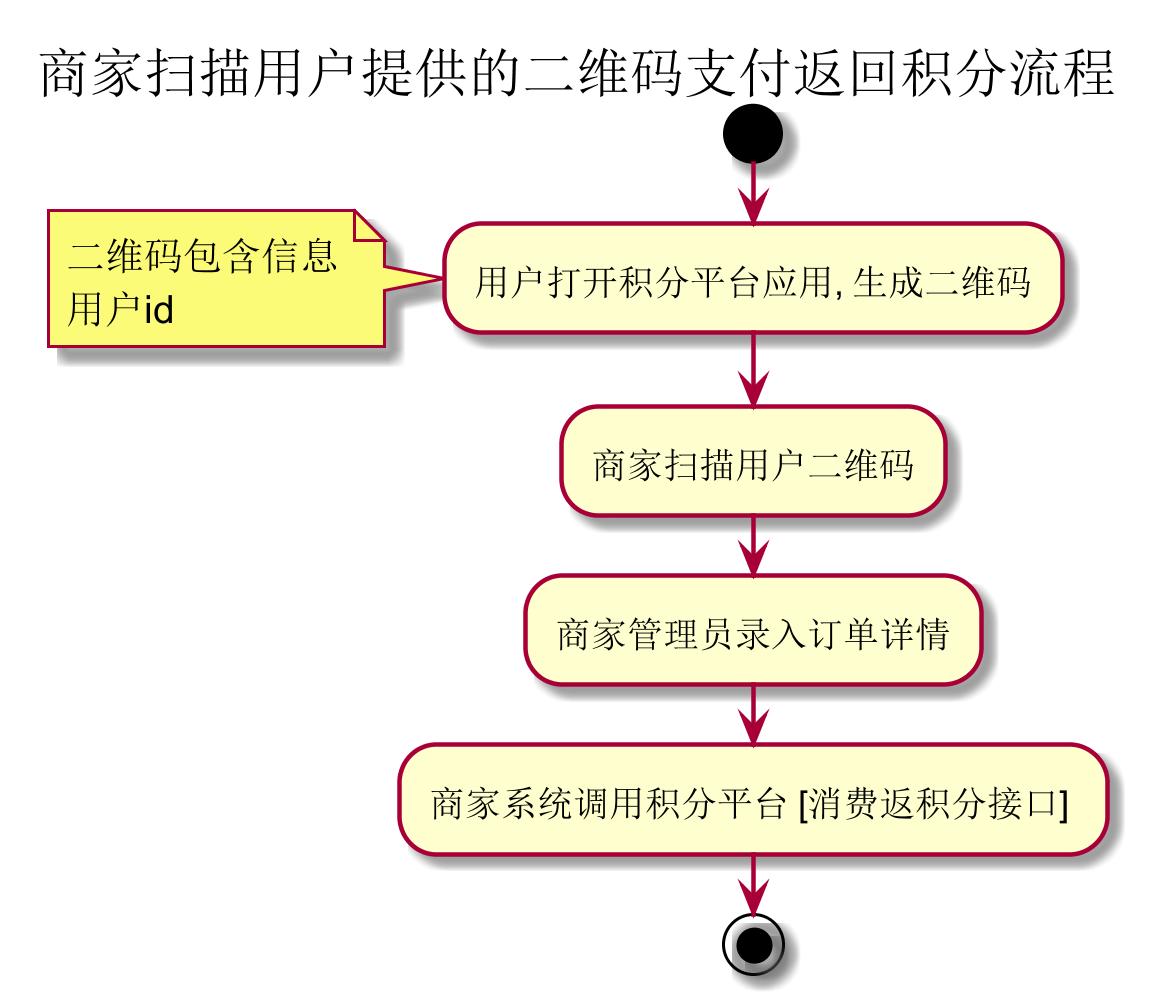 商家扫描用户提供的二维码支付返回积分流程
二维码包含信息
用户id
用户打开积分平台应用, 生成二维码
商家扫描用户二维码
商家管理员录入订单详情
商家系统调用积分平台 [消费返积分接口]